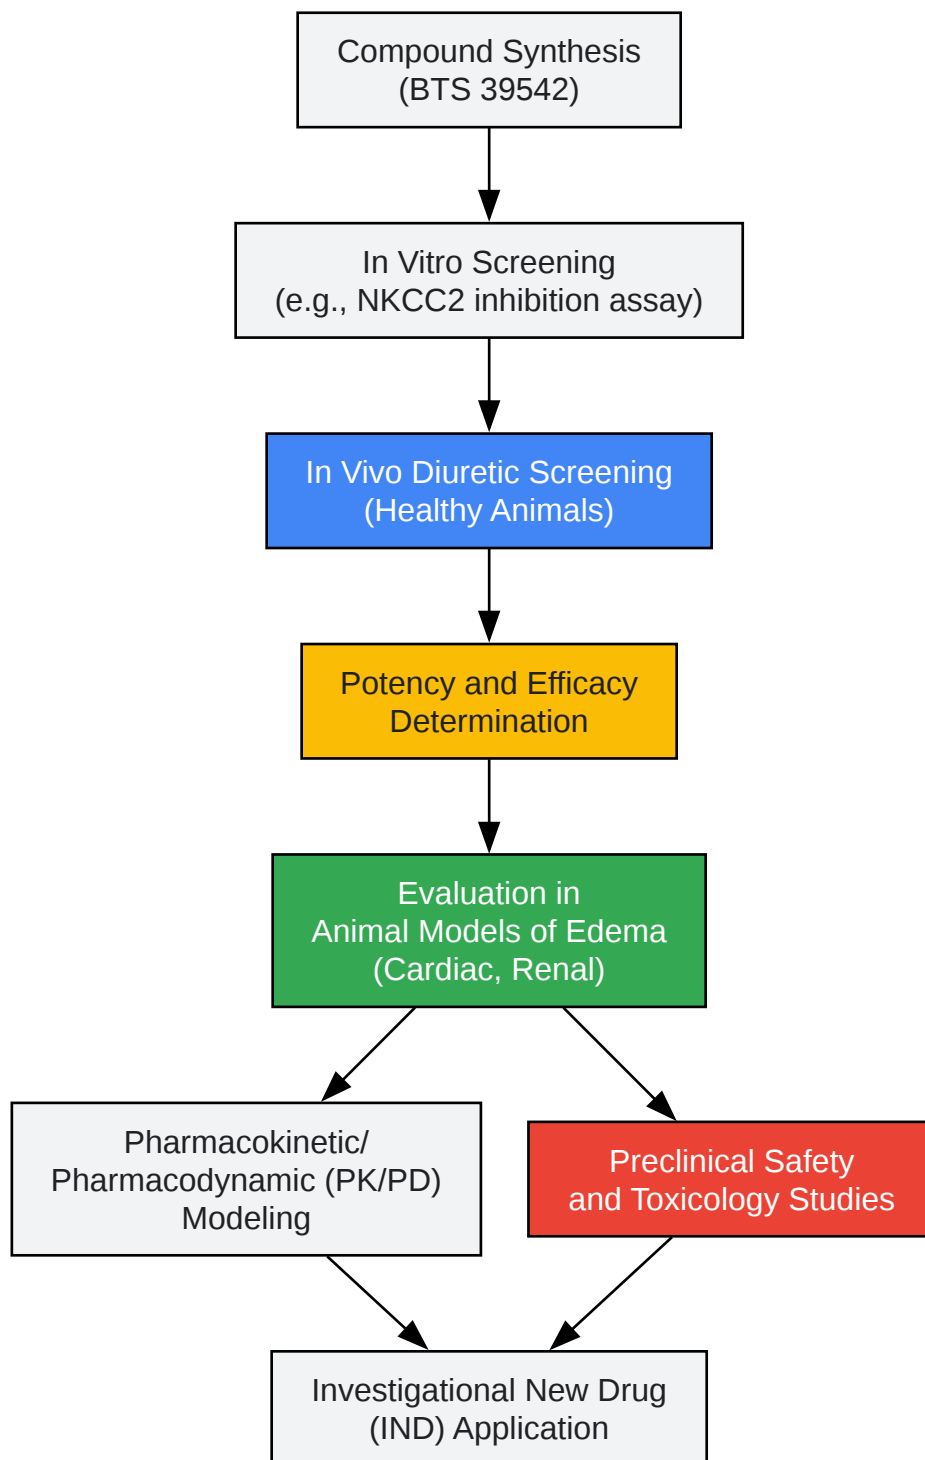 Compound Synthesis
(BTS 39542)
In Vitro Screening
(e.g., NKCC2 inhibition assay)
In Vivo Diuretic Screening
(Healthy Animals)
Potency and Efficacy
Determination
Evaluation in
Animal Models of Edema
(Cardiac, Renal)
Pharmacokinetic/
Pharmacodynamic (PK/PD)
Modeling
Preclinical Safety
and Toxicology Studies
Investigational New Drug
(IND) Application